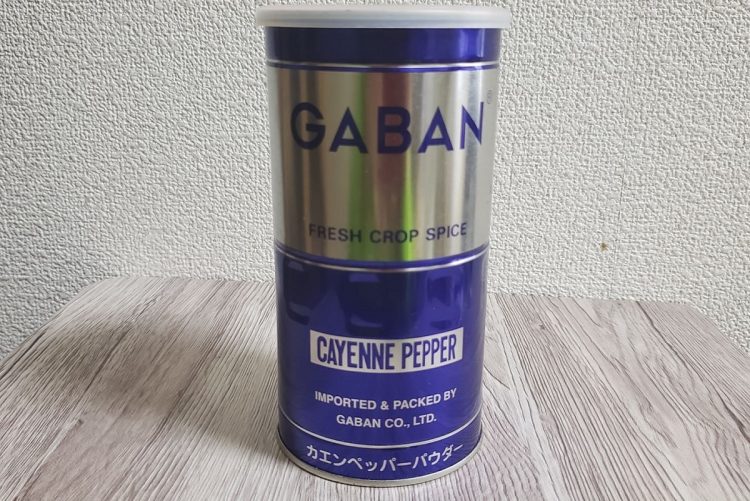 GABAN®
FRESH CROP SPICE
CAYENNE PEPPER
IMPORTED & PACKED BY
GABAN CO., LTD.
カエンペッパーパウダー